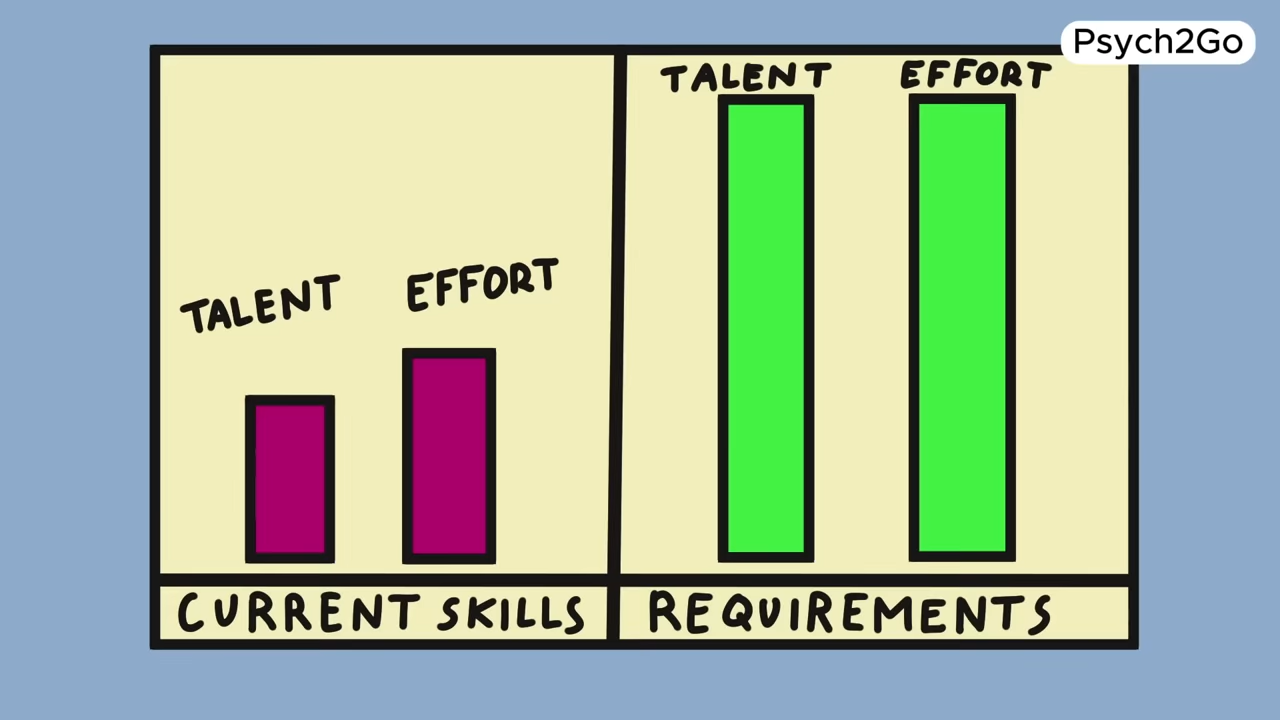 Psych2Go
TALENT EFFORT
TALENT EFFORT
CURRENT SKILLS
REQUIREMENTS